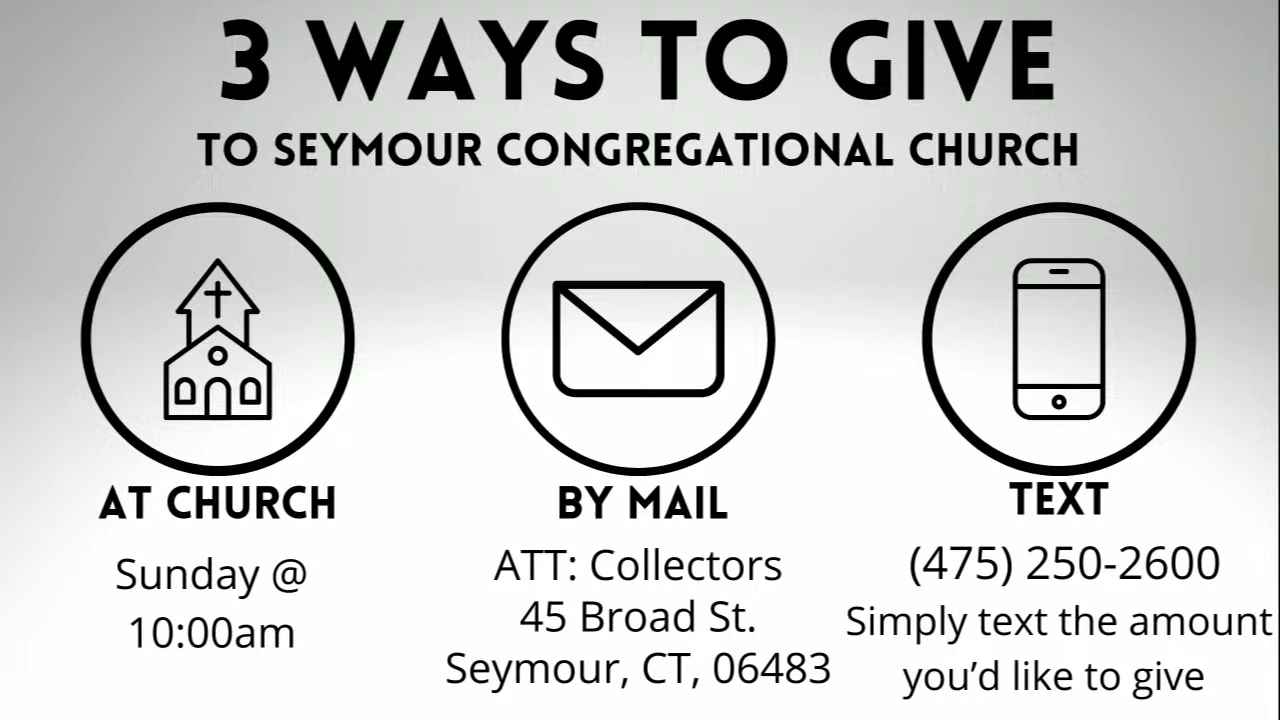 3 WAYS TO GIVE
TO SEYMOUR CONGREGATIONAL CHURCH
AT CHURCH
Sunday @
10:00am
BY MAIL
ATT: Collectors
45 Broad St.
Seymour, CT, 06483
TEXT
(475) 250-2600
Simply text the amount
you’d like to give